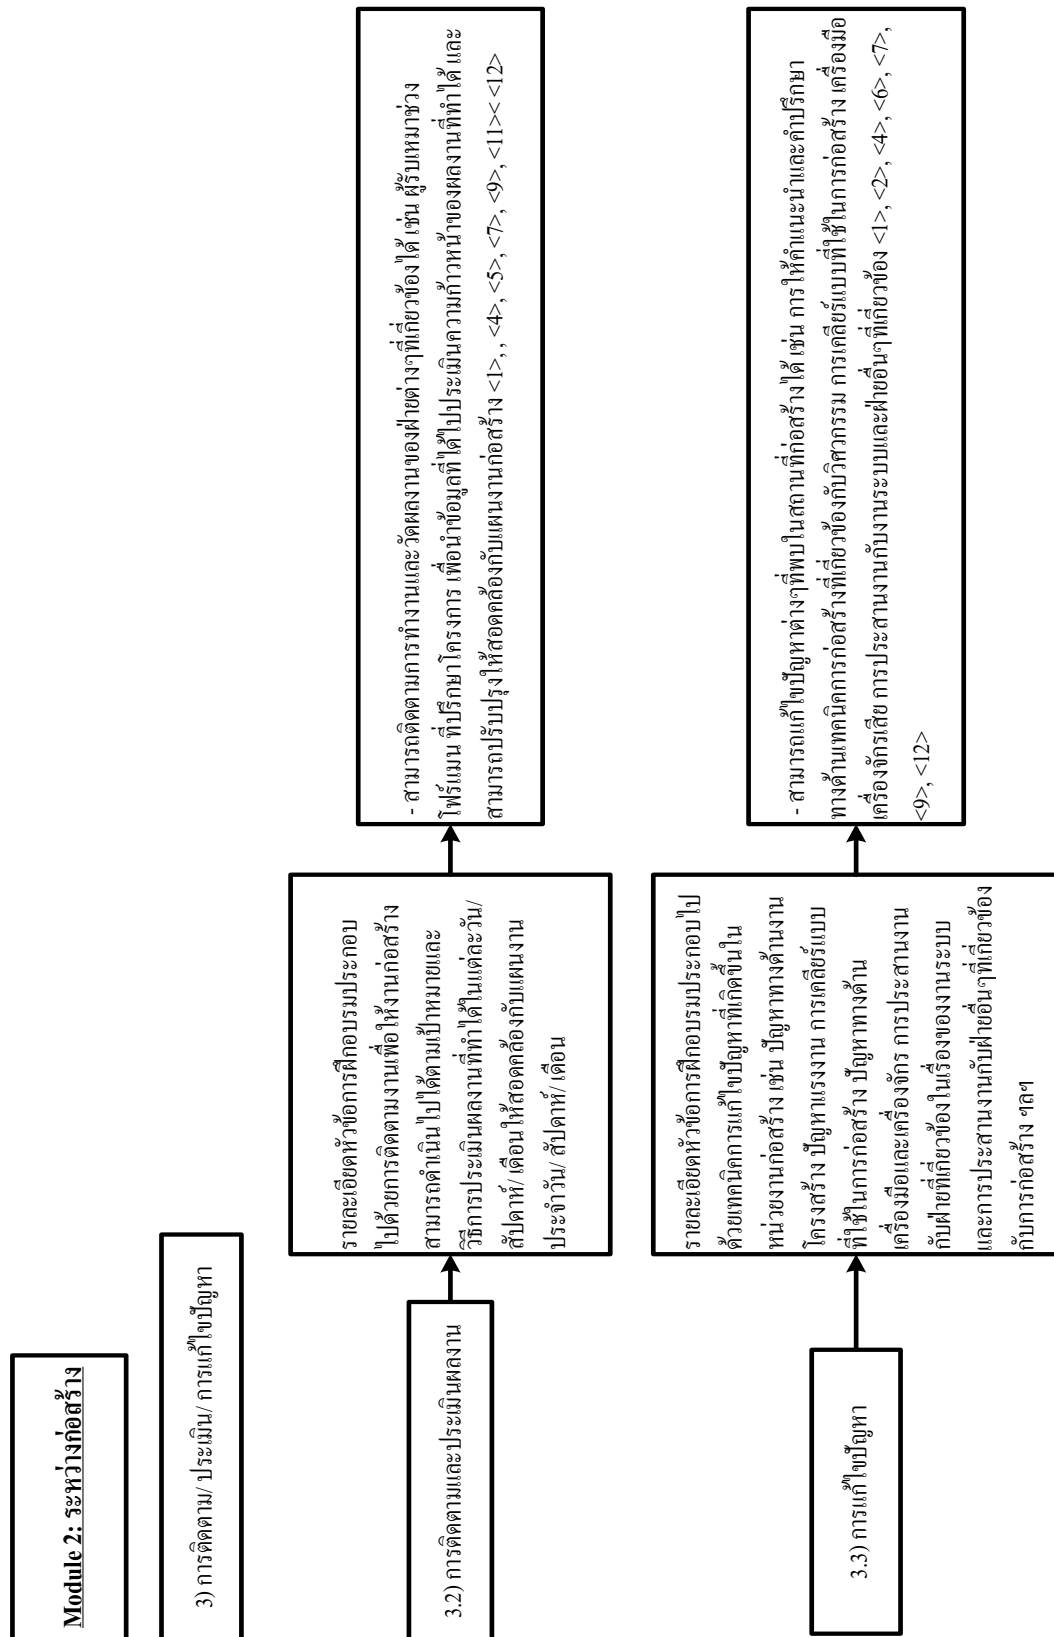 Module 2: ระหว่างก่อสร้าง
3) การติดตาม/ ประเมิน/ การแก้ไขปัญหา
3.2) การติดตามและประเมินผลงาน
รายละเอียดหัวข้อการฝึกอบรมประกอบ
ไปด้วยการติดตามงานเพื่อให้งานก่อสร้าง
สามารถดำเนินไปได้ตามเป้าหมายและ
วิธีการประเมินผลงานที่ทำได้ในแต่ละวัน/
สัปดาห์/ เดือนให้สอดคล้องกับแผนงาน
ประจำวัน/ สัปดาห์/ เดือน
- สามารถติดตามการทำงานและวัดผลงานของฝ่ายต่างๆที่เกี่ยวข้องได้ เช่น ผู้รับเหมาช่วง
โฟร์แมน ที่ปรึกษาโครงการ เพื่อนำข้อมูลที่ได้ไปประเมินความก้าวหน้าของผลงานที่ทำได้ และ
สามารถปรับปรุงให้สอดคล้องกับแผนงานก่อสร้าง <1>, , <4>, <5>, <7>, <9>, <11>< <12>
3.3) การแก้ไขปัญหา
รายละเอียดหัวข้อการฝึกอบรมประกอบไป
ด้วยเทคนิคการแก้ไขปัญหาที่เกิดขึ้นใน
หน่วยงานก่อสร้าง เช่น ปัญหาทางด้านงาน
โครงสร้าง ปัญหาแรงงาน การเคลียร์แบบ
ที่ใช้ในการก่อสร้าง ปัญหาทางด้าน
เครื่องมือและเครื่องจักร การประสานงาน
กับฝ่ายที่เกี่ยวข้องในเรื่องของงานระบบ
และการประสานงานกับฝ่ายอื่นๆที่เกี่ยวข้อง
กับการก่อสร้าง ฯลฯ
- สามารถแก้ไขปัญหาต่างๆที่พบในสถานที่ก่อสร้างได้ เช่น การให้คำแนะนำและคำปรึกษา
ทางด้านเทคนิคการก่อสร้างที่เกี่ยวข้องกับวิศวกรรม การเคลียร์แบบที่ใช้ในการก่อสร้าง เครื่องมือ
เครื่องจักรเสีย การประสานงานกับงานระบบและฝ่ายอื่นๆที่เกี่ยวข้อง <1>, <2>, <4>, <6>, <7>,
<9>, <12>